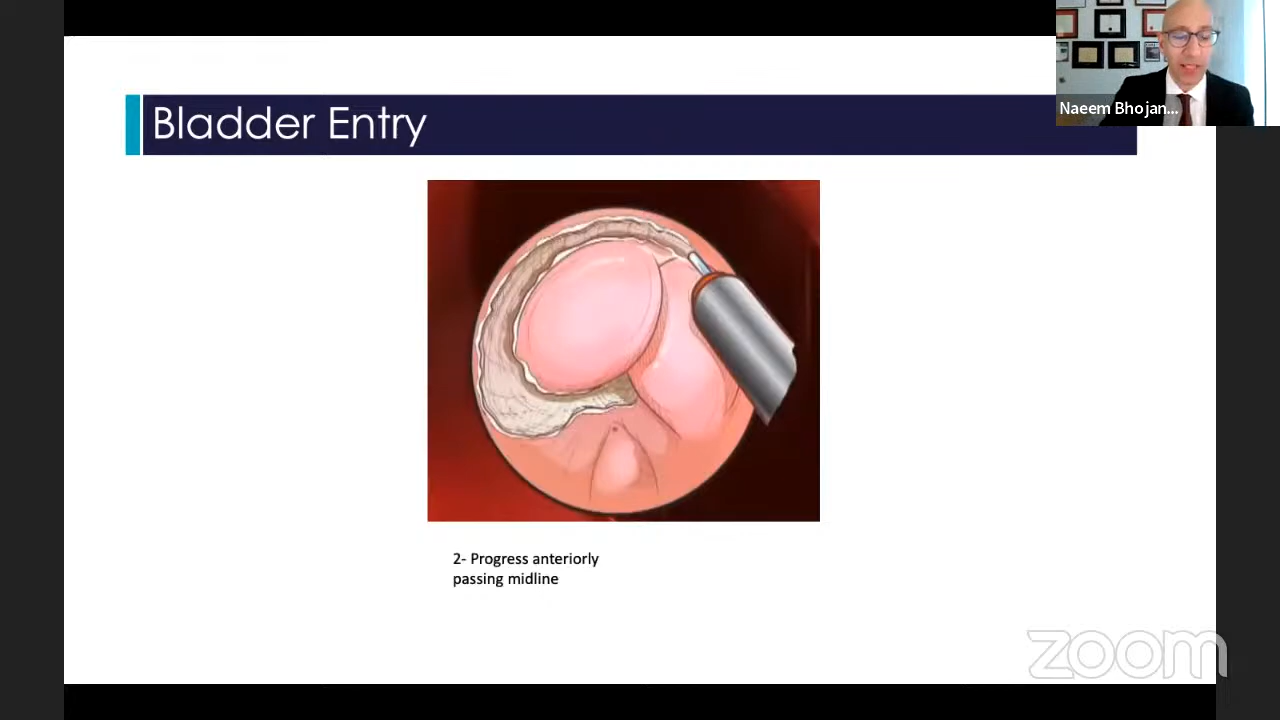 Bladder Entry
Naeem Bhojan...
2- Progress anteriorly
passing midline
zoom